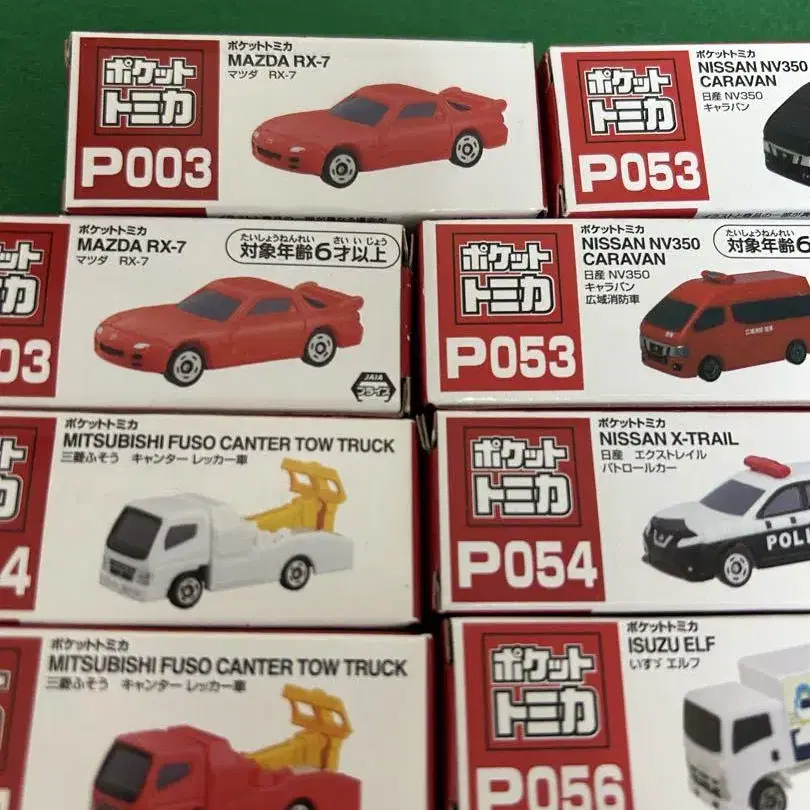 ポケット
トミカ
P003
ポケットトミカ
MAZDA RX-7
マツダ RX-7
ポケット
トミカ
P053
ポケットトミカ
NISSAN NV350
CARAVAN
日産 NV350
キャラバン
03
ポケットトミカ
MAZDA RX-7
マツダ RX-7
たいしょうねんれい さい いじょう
対象年齢6才以上
JAIA
プライズ
ポケット
トミカ
P053
ポケットトミカ
NISSAN NV350
CARAVAN
日産 NV350
キャラバン
広域消防車
対象年齢6
4
ポケットトミカ
MITSUBISHI FUSO CANTER TOW TRUCK
三菱ふそう キャンター レッカー車
ポケット
トミカ
P054
ポケットトミカ
NISSAN X-TRAIL
日産 エクストレイル
パトロールカー
ポケットトミカ
MITSUBISHI FUSO CANTER TOW TRUCK
三菱ふそう キャンター レッカー車
ポケット
トミカ
P056
ポケットトミカ
ISUZU ELF
いすゞ エルフ